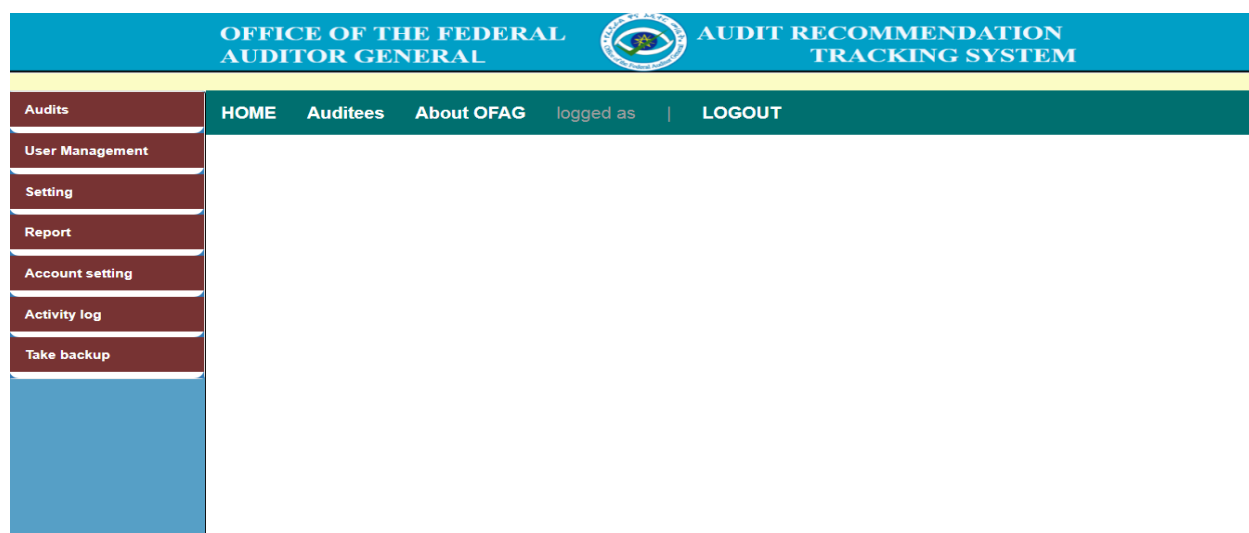 OFFICE OF THE FEDERAL
AUDITOR GENERAL
AUDIT RECOMMENDATION
TRACKING SYSTEM
HOME Auditees About OFAG logged as | LOGOUT
Audits
User Management
Setting
Report
Account setting
Activity log
Take backup